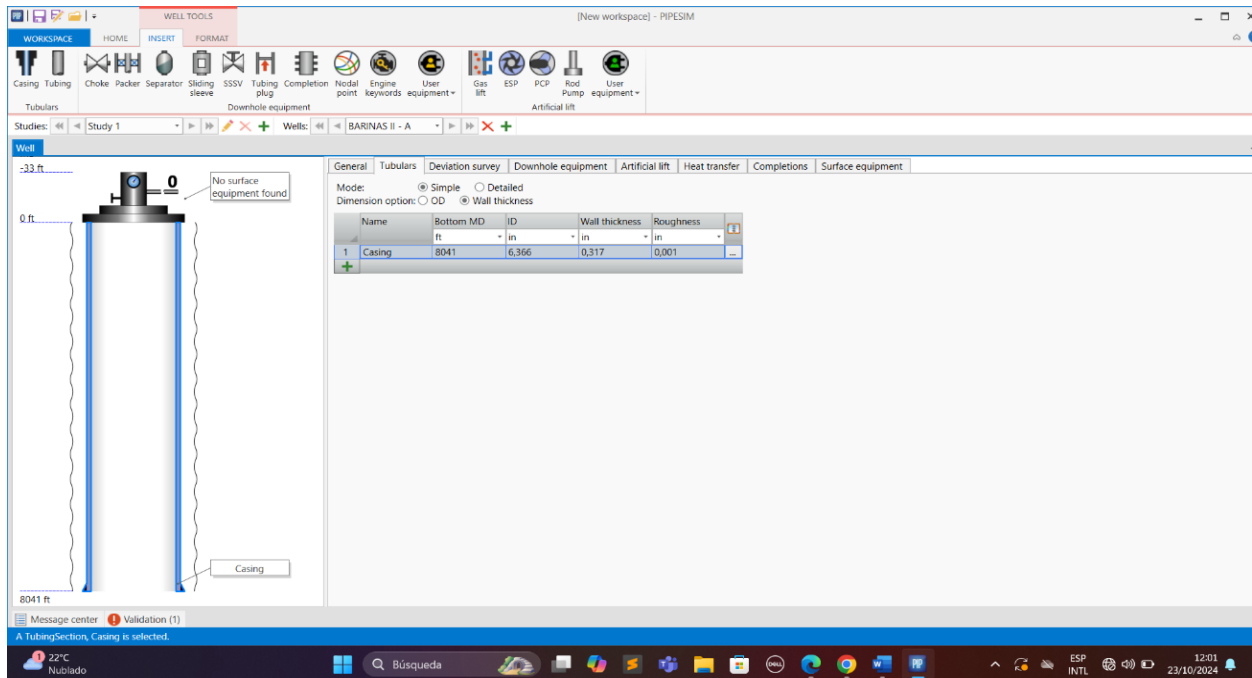 WELL TOOLS
[New workspace] - PIPESIM
WORKSPACE HOME INSERT FORMAT
Casing Tubing Choke Packer Separator Sliding sleeve SSSV Tubing plug Completion Nodal point Engine keywords User equipment Gas lift ESP PCP Rod Pump User equipment
Tubulars Downhole equipment Artificial lift
Studies: Study 1 Wells: BARINAS II - A
Well
-33 ft
0
No surface
equipment found
0 ft
Casing
8041 ft
General Tubulars Deviation survey Downhole equipment Artificial lift Heat transfer Completions Surface equipment
Mode: Simple Detailed
Dimension option: OD Wall thickness
Name Bottom MD ID Wall thickness Roughness
ft in in in
1 Casing 8041 6,366 0,317 0,001 ...
Message center Validation (1)
A TubingSection, Casing is selected.
1 22°C
Nublado
Búsqueda
DELL
PIP
ESP
INTL
12:01
23/10/2024